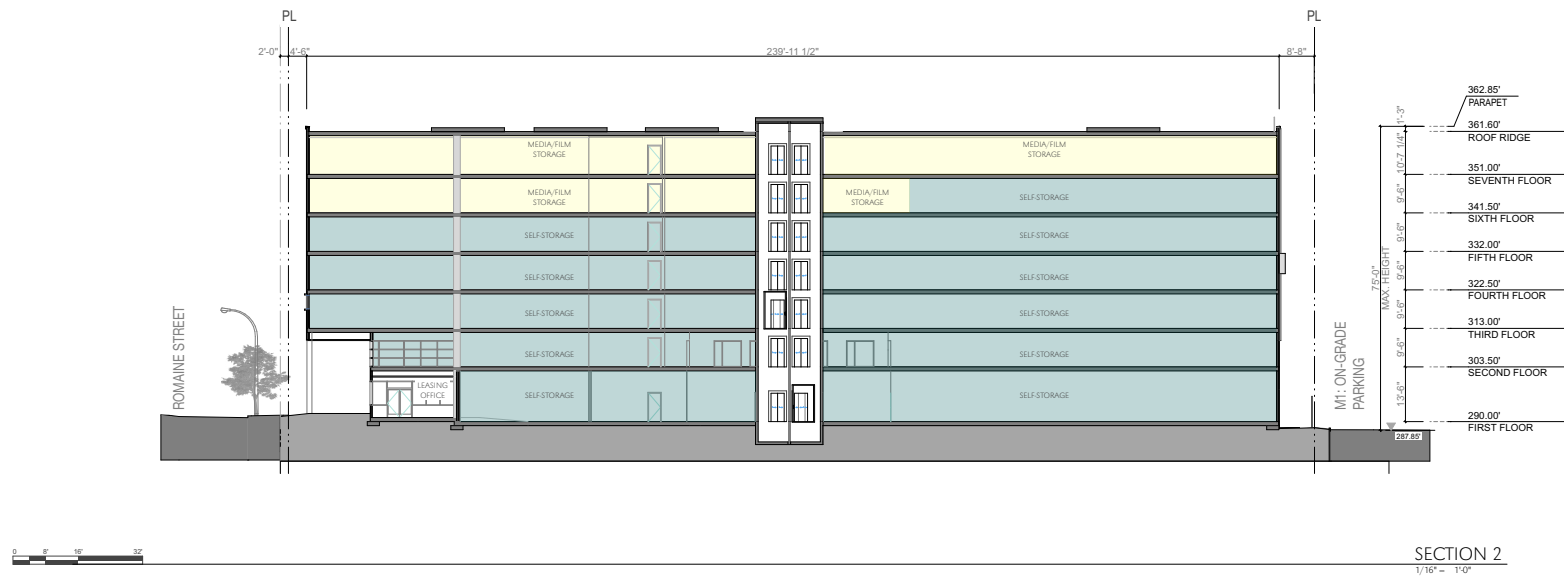 PL
PL
2'-0"
4'-6"
239'-11 1/2"
8'-8"
362.85'
PARAPET
1'-3"
361.60'
ROOF RIDGE
10'-7 1/4"
351.00'
SEVENTH FLOOR
9'-6"
341.50'
SIXTH FLOOR
9'-6"
332.00'
FIFTH FLOOR
9'-6"
322.50'
FOURTH FLOOR
9'-6"
313.00'
THIRD FLOOR
9'-6"
303.50'
SECOND FLOOR
13'-6"
290.00'
FIRST FLOOR
287.85'
75'-0"
MAX. HEIGHT
MEDIA/FILM
STORAGE
MEDIA/FILM
STORAGE
MEDIA/FILM
STORAGE
MEDIA/FILM
STORAGE
SELF-STORAGE
SELF-STORAGE
SELF-STORAGE
SELF-STORAGE
SELF-STORAGE
SELF-STORAGE
SELF-STORAGE
SELF-STORAGE
SELF-STORAGE
LEASING
OFFICE
SELF-STORAGE
SELF-STORAGE
ROMAINE STREET
M1: ON-GRADE
PARKING
0 8' 16' 32'
SECTION 2
1/16" = 1'0"